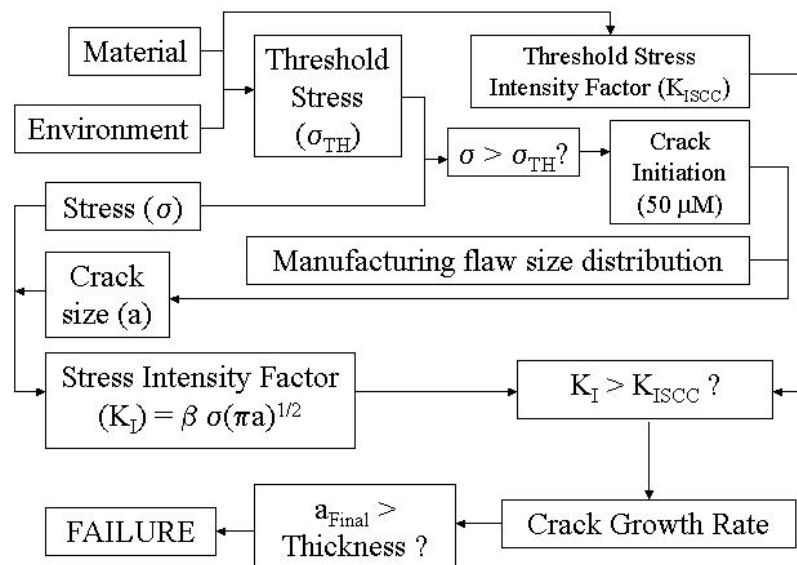 Material
Threshold
Stress
(σTH)
Threshold Stress
Intensity Factor (KISCC)
Environment
σ > σTH?
Crack
Initiation
(50 μM)
Stress (σ)
Manufacturing flaw size distribution
Crack
size (a)
Stress Intensity Factor
(KI) = β σ(πa)1/2
KI > KISCC ?
FAILURE
aFinal >
Thickness ?
Crack Growth Rate